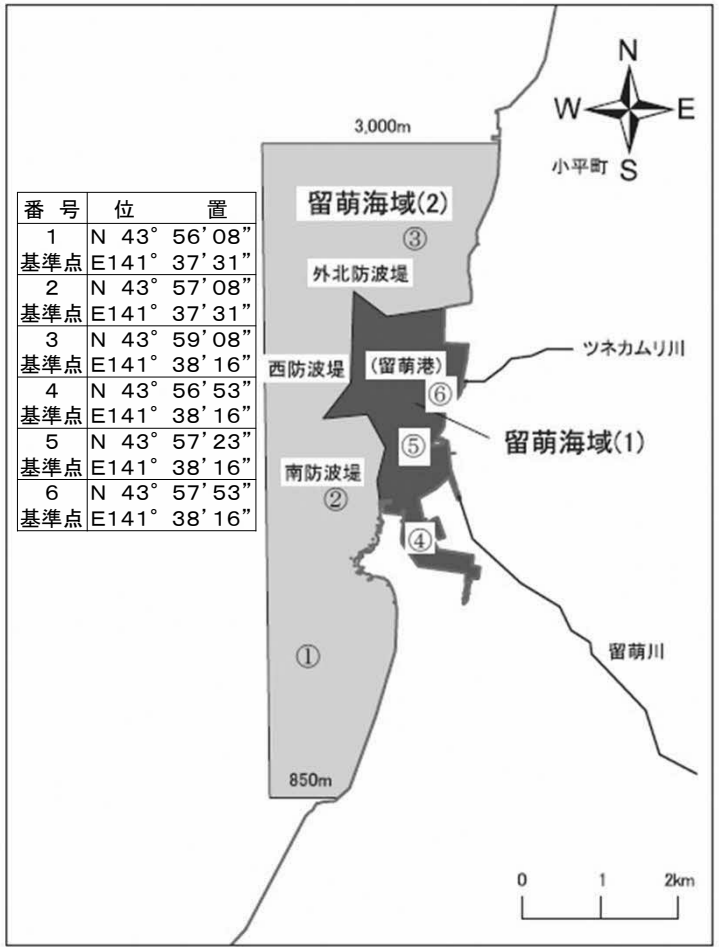 N
W E
S
3,000m
小平町
留萌海域(2)
③
番 号 位 置
1 N 43° 56’08”
基準点 E141° 37’31”
2 N 43° 57’08”
基準点 E141° 37’31”
3 N 43° 59’08”
基準点 E141° 38’16”
4 N 43° 56’53”
基準点 E141° 38’16”
5 N 43° 57’23”
基準点 E141° 38’16”
6 N 43° 57’53”
基準点 E141° 38’16”
外北防波堤
ツネカムリ川
西防波堤
(留萌港)
⑥
留萌海域(1)
⑤
南防波堤
②
④
①
留萌川
850m
0 1 2km